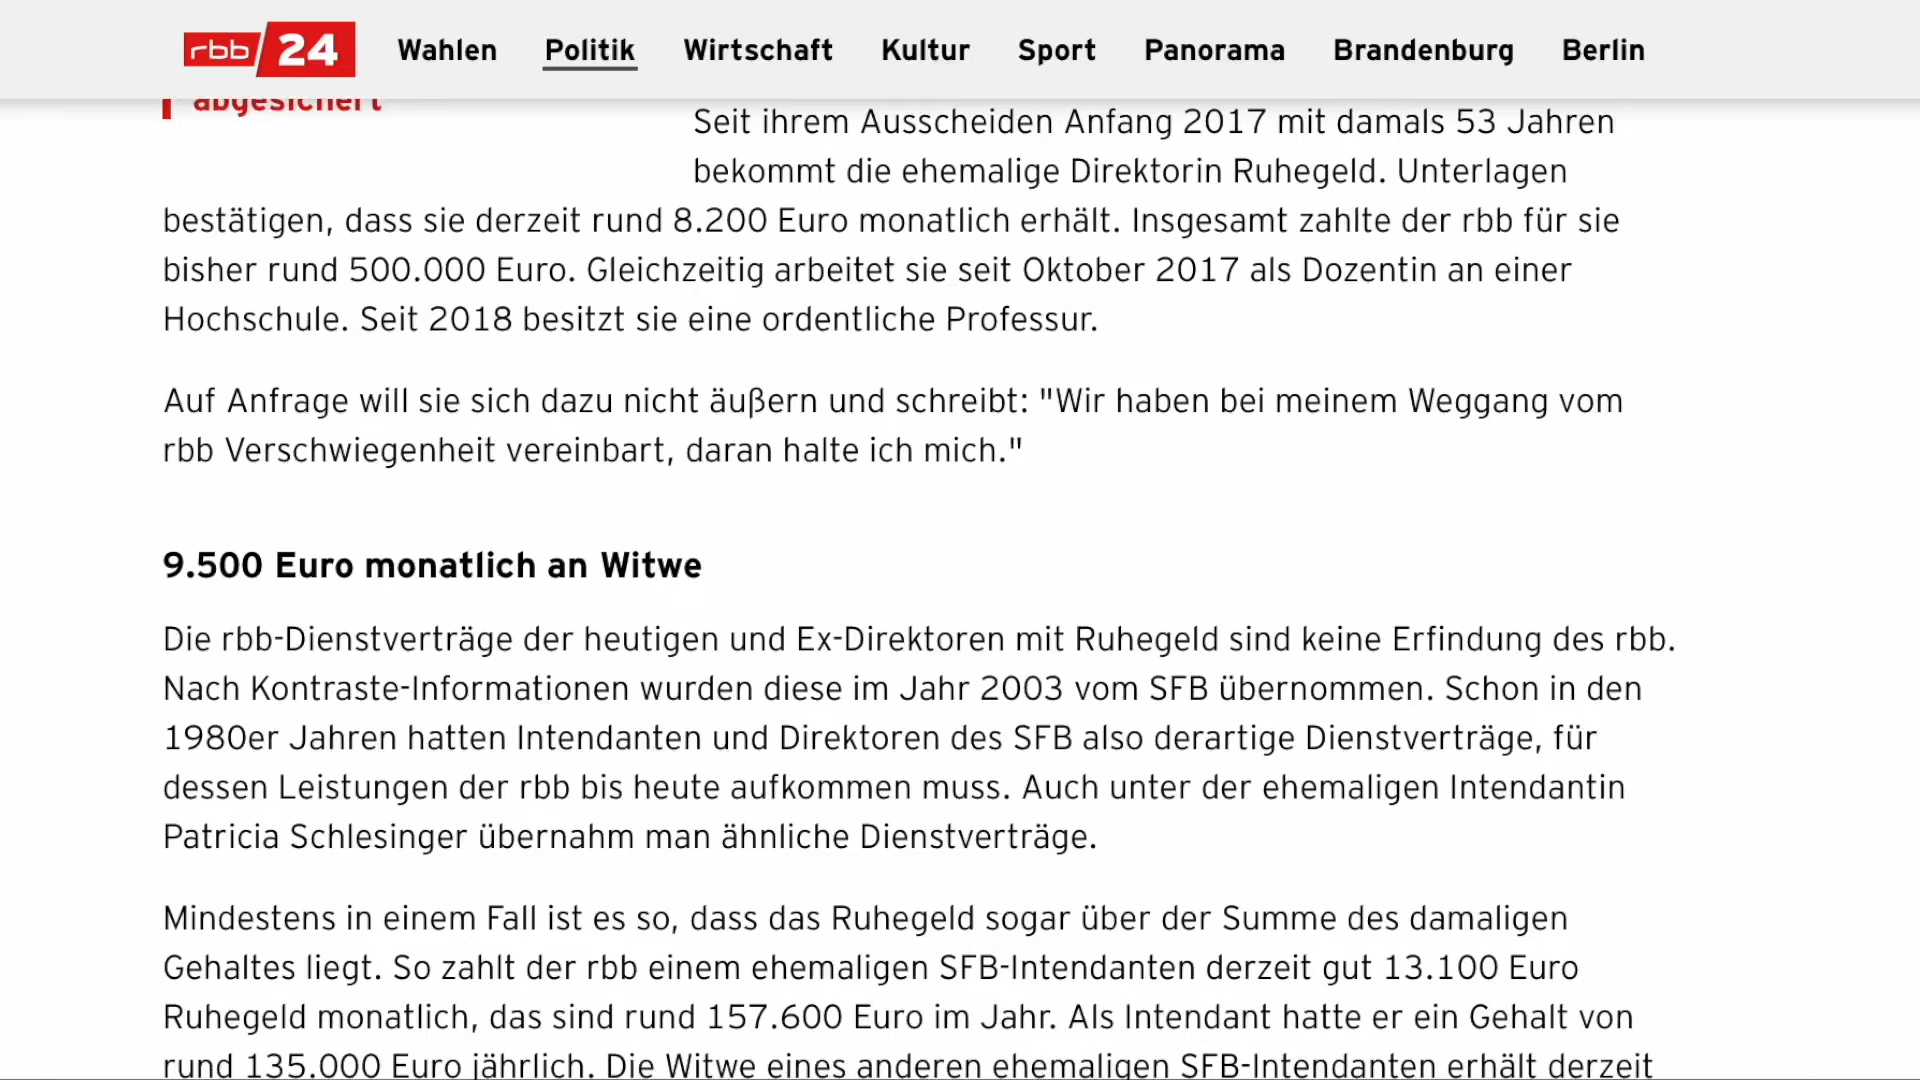 rbb 24 Wahlen Politik Wirtschaft Kultur Sport Panorama Brandenburg Berlin
abgesichert
Seit ihrem Ausscheiden Anfang 2017 mit damals 53 Jahren
bekommt die ehemalige Direktorin Ruhegeld. Unterlagen
bestätigen, dass sie derzeit rund 8.200 Euro monatlich erhält. Insgesamt zahlte der rbb für sie
bisher rund 500.000 Euro. Gleichzeitig arbeitet sie seit Oktober 2017 als Dozentin an einer
Hochschule. Seit 2018 besitzt sie eine ordentliche Professur.
Auf Anfrage will sie sich dazu nicht äußern und schreibt: "Wir haben bei meinem Weggang vom
rbb Verschwiegenheit vereinbart, daran halte ich mich."
9.500 Euro monatlich an Witwe
Die rbb-Dienstverträge der heutigen und Ex-Direktoren mit Ruhegeld sind keine Erfindung des rbb.
Nach Kontraste-Informationen wurden diese im Jahr 2003 vom SFB übernommen. Schon in den
1980er Jahren hatten Intendanten und Direktoren des SFB also derartige Dienstverträge, für
dessen Leistungen der rbb bis heute aufkommen muss. Auch unter der ehemaligen Intendantin
Patricia Schlesinger übernahm man ähnliche Dienstverträge.
Mindestens in einem Fall ist es so, dass das Ruhegeld sogar über der Summe des damaligen
Gehaltes liegt. So zahlt der rbb einem ehemaligen SFB-Intendanten derzeit gut 13.100 Euro
Ruhegeld monatlich, das sind rund 157.600 Euro im Jahr. Als Intendant hatte er ein Gehalt von
rund 135.000 Euro jährlich. Die Witwe eines anderen ehemaligen SFB-Intendanten erhält derzeit